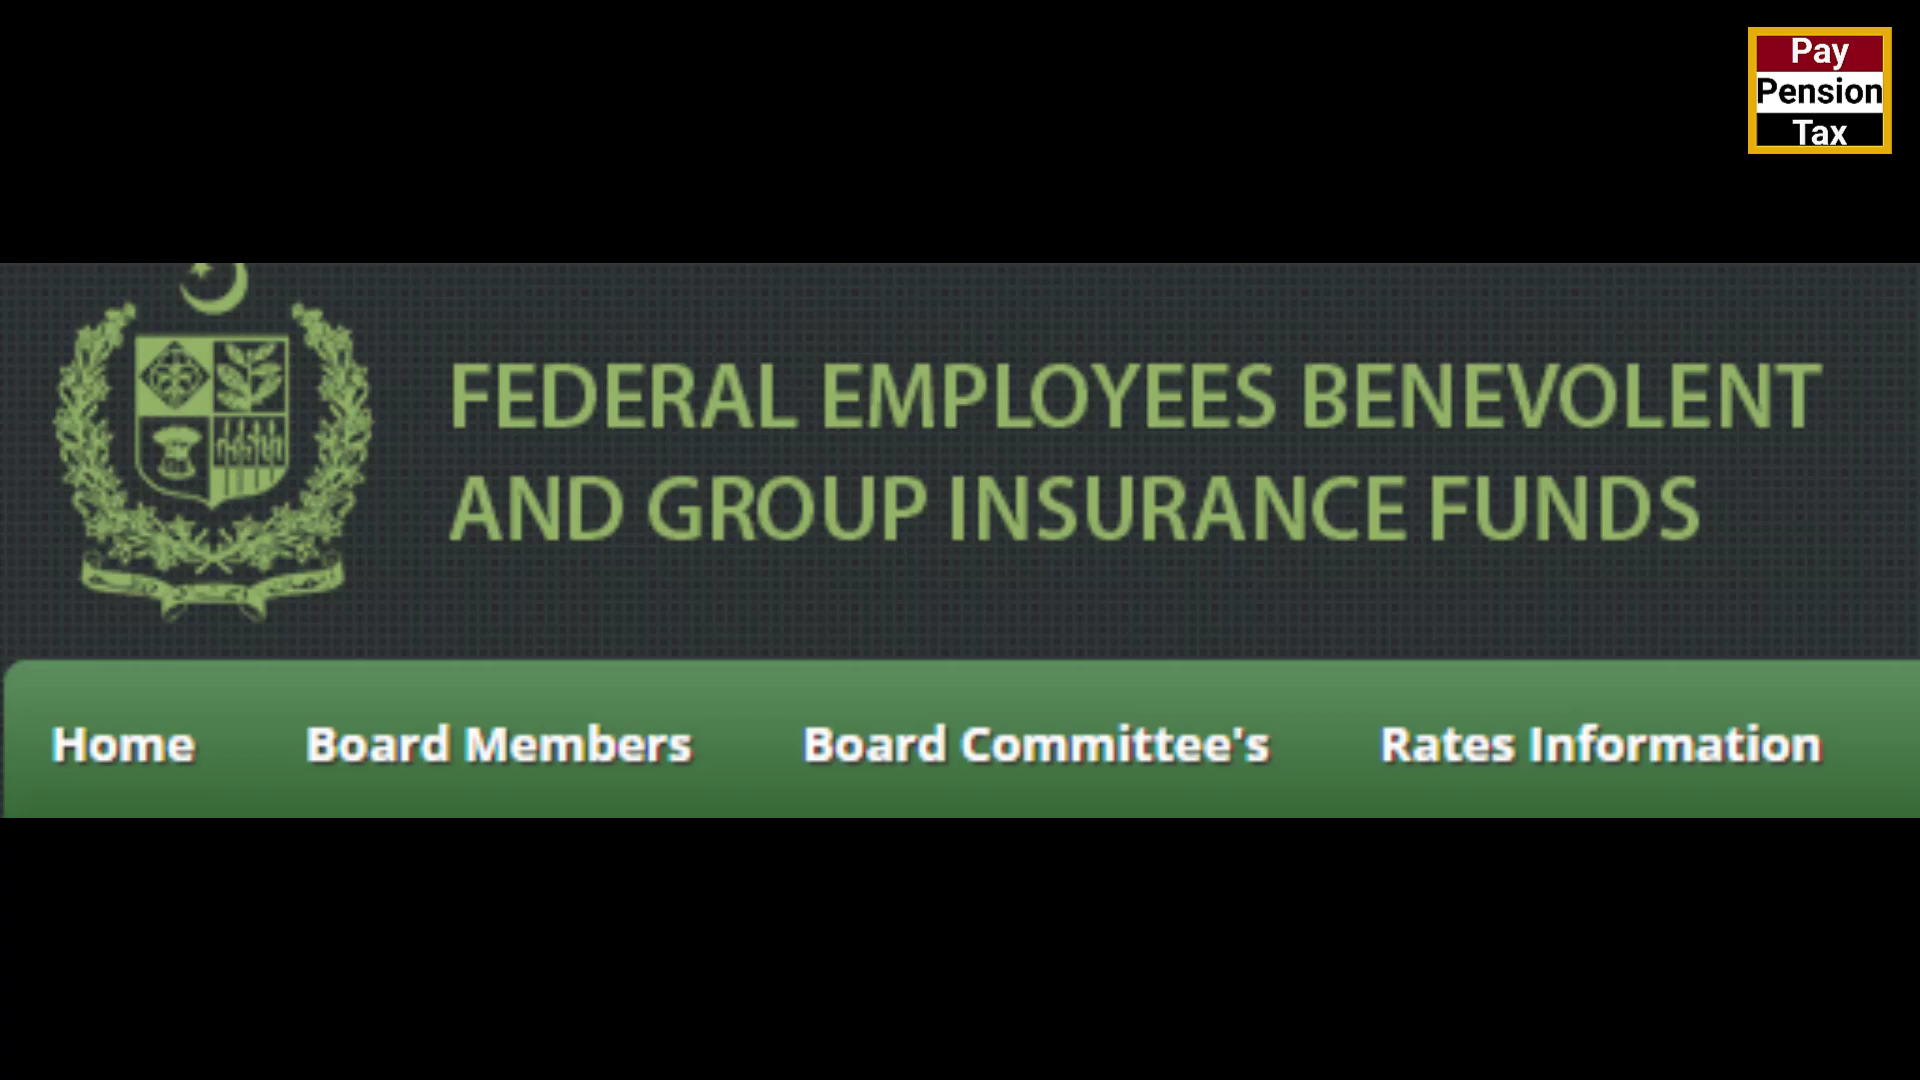 Pay
Pension
Tax
FEDERAL EMPLOYEES BENEVOLENT
AND GROUP INSURANCE FUNDS
Home Board Members Board Committee's Rates Information